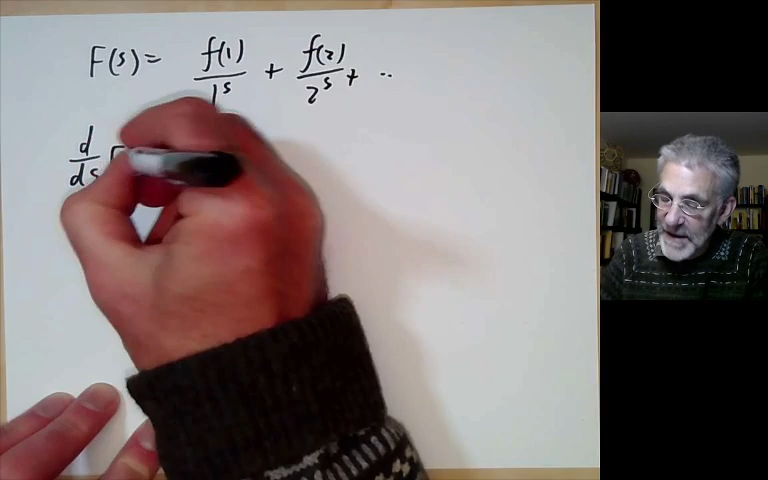 F(s) = f(1)/1^s + f(2)/2^s + ..
d/ds F